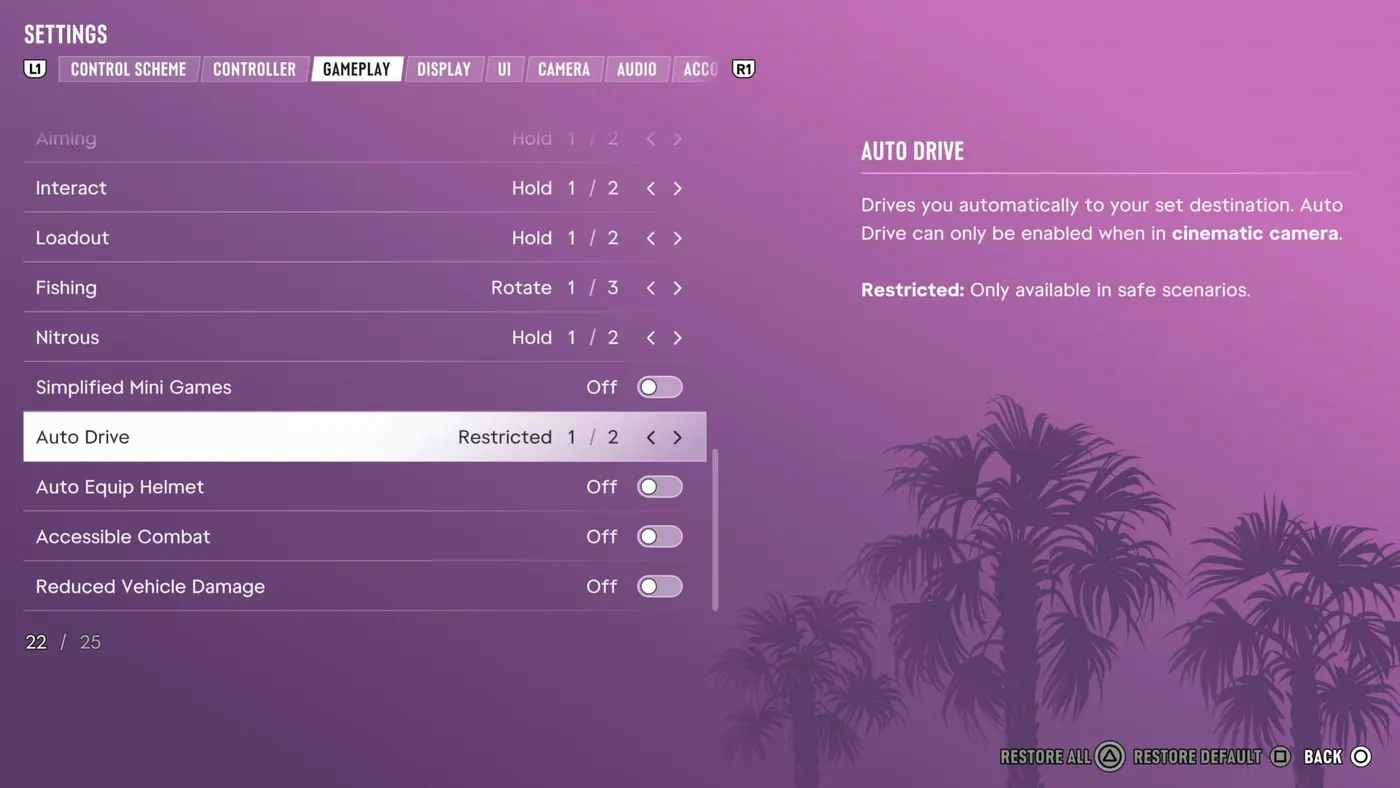 SETTINGS
L1 CONTROL SCHEME CONTROLLER GAMEPLAY DISPLAY UI CAMERA AUDIO ACCO R1
Aiming Hold 1 / 2
Interact Hold 1 / 2
Loadout Hold 1 / 2
Fishing Rotate 1 / 3
Nitrous Hold 1 / 2
Simplified Mini Games Off
Auto Drive Restricted 1 / 2
Auto Equip Helmet Off
Accessible Combat Off
Reduced Vehicle Damage Off
22 / 25
AUTO DRIVE
Drives you automatically to your set destination. Auto
Drive can only be enabled when in cinematic camera.
Restricted: Only available in safe scenarios.
RESTORE ALL RESTORE DEFAULT BACK